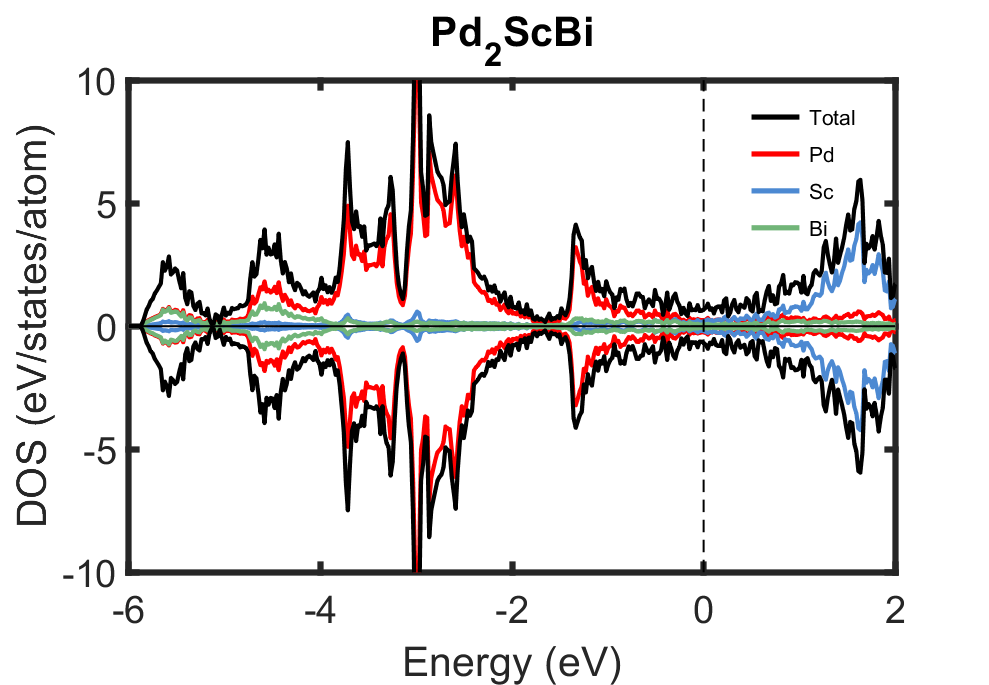 Pd2ScBi
10
5
0
-5
-10
DOS (eV/states/atom)
Total
Pd
Sc
Bi
-6 -4 -2 0 2
Energy (eV)